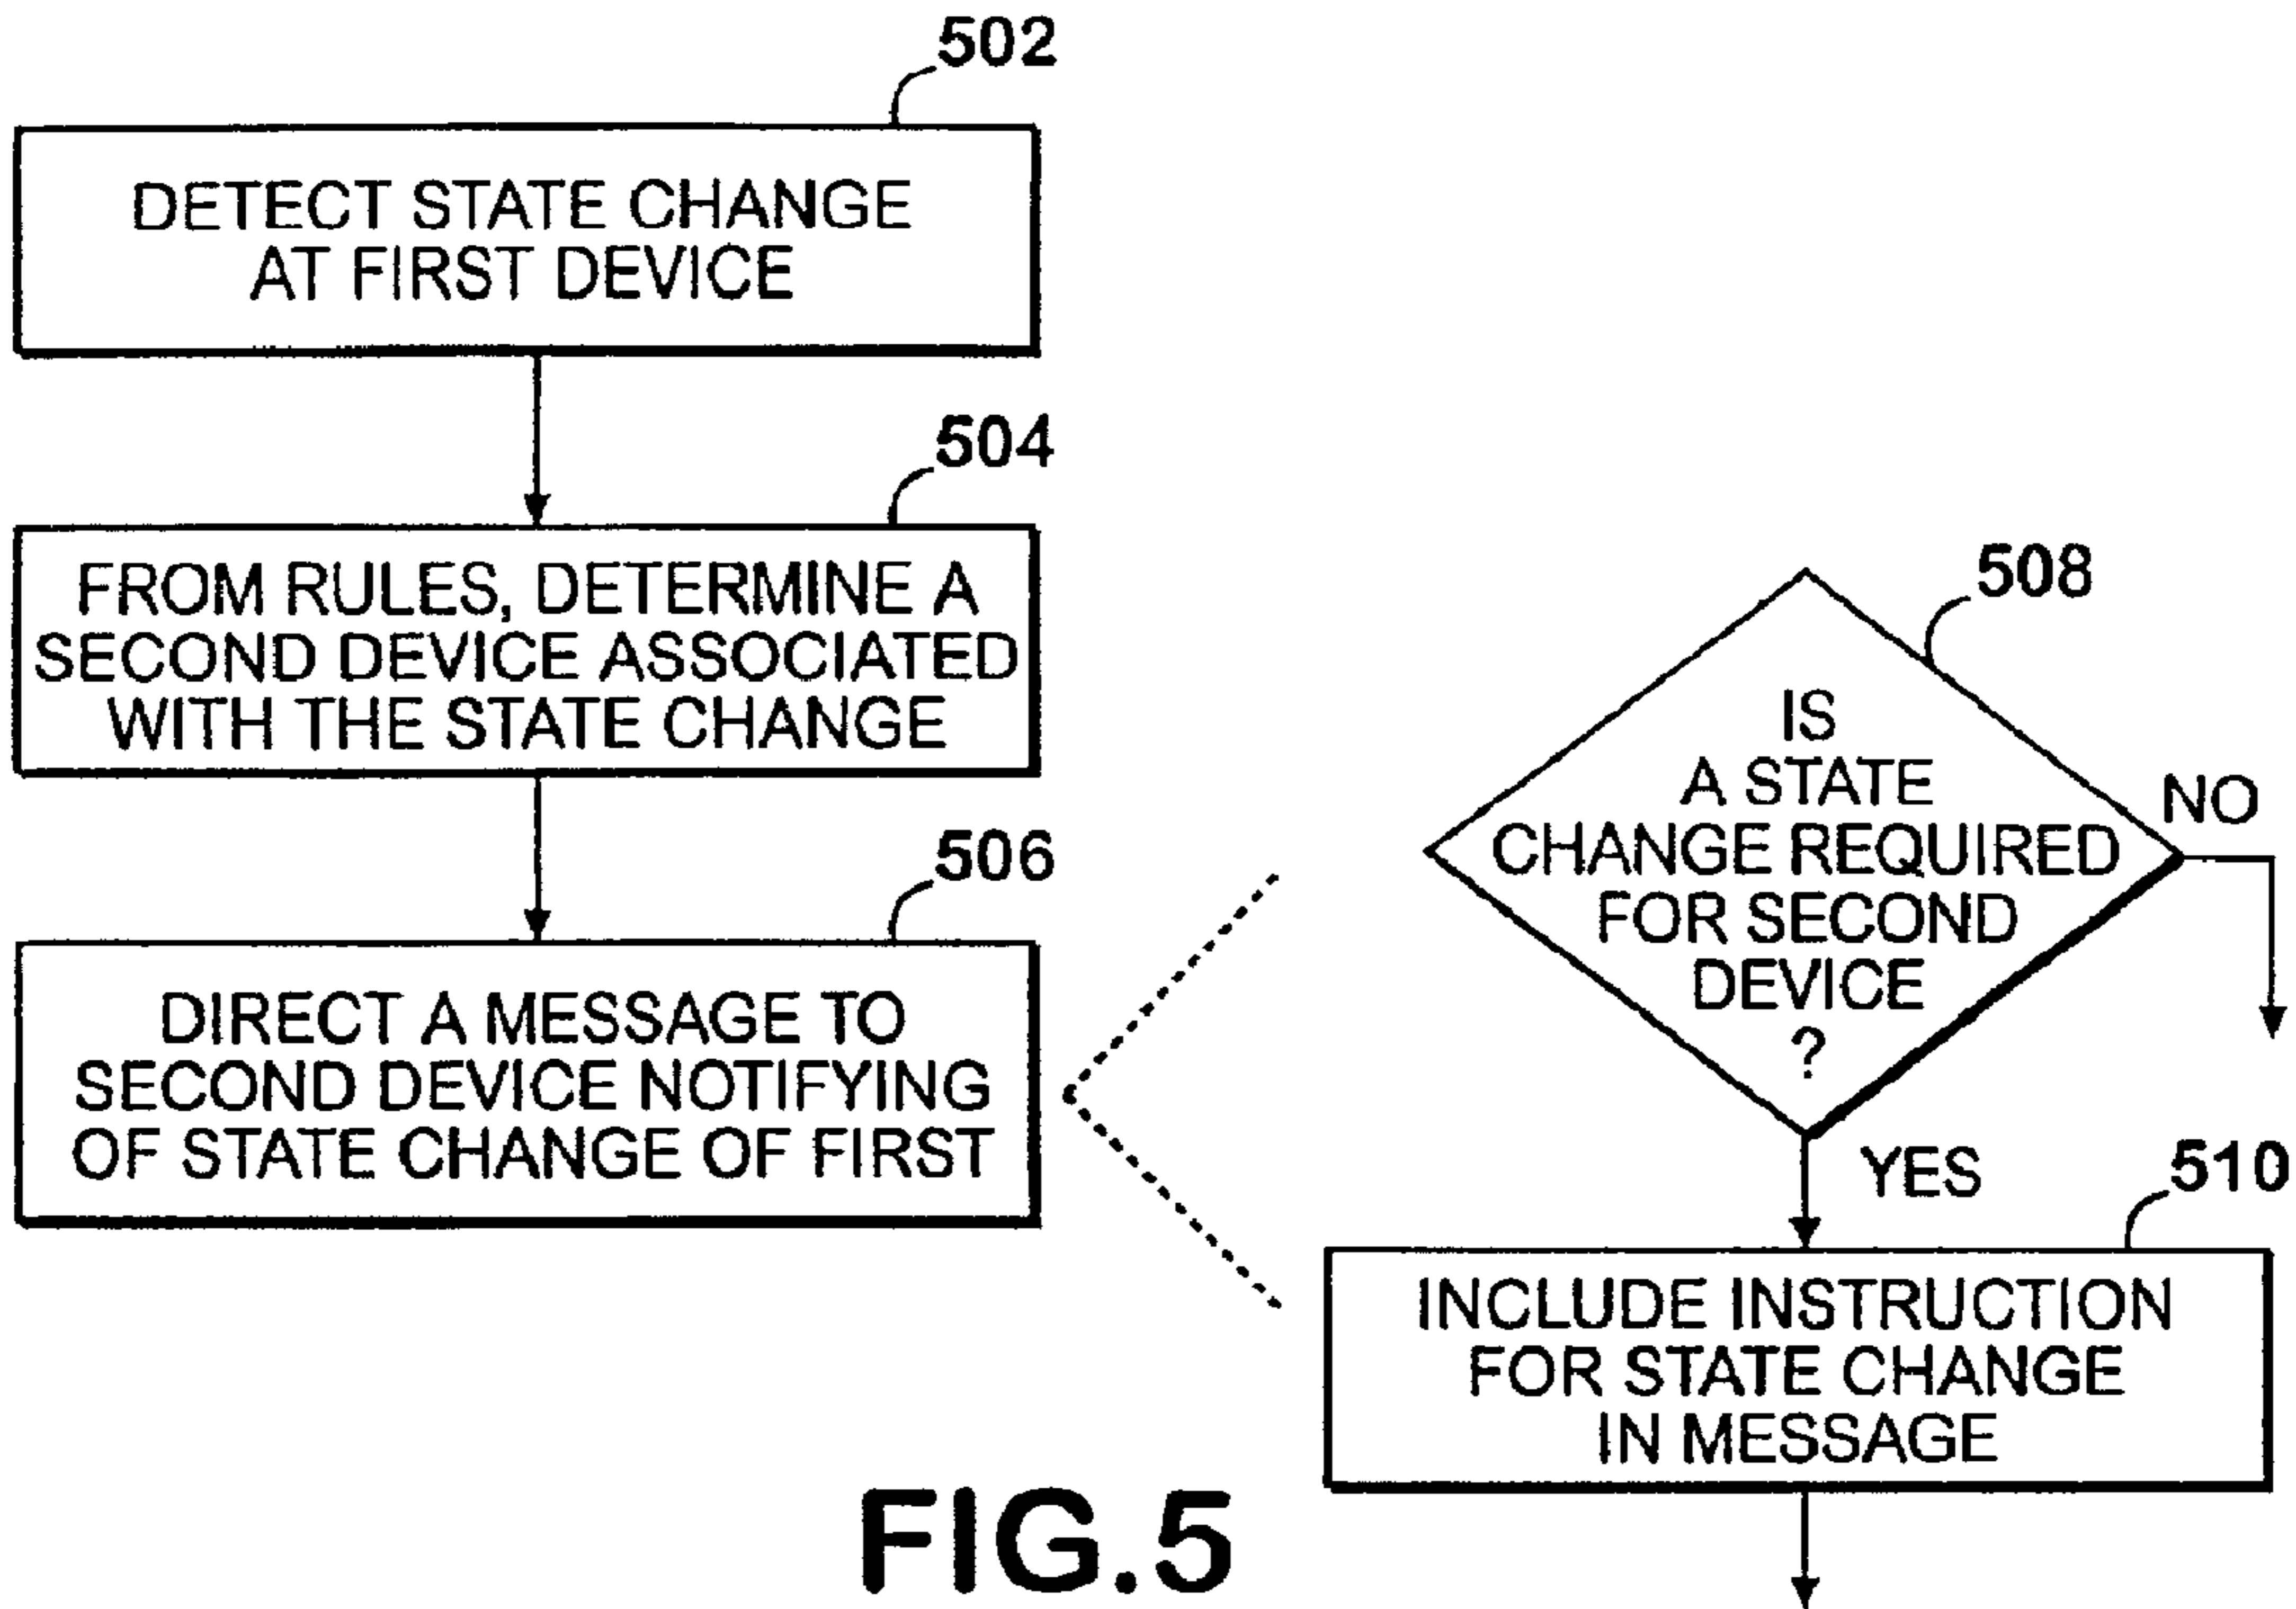 502
DETECT STATE CHANGE
AT FIRST DEVICE
504
FROM RULES, DETERMINE A
SECOND DEVICE ASSOCIATED
WITH THE STATE CHANGE
506
DIRECT A MESSAGE TO
SECOND DEVICE NOTIFYING
OF STATE CHANGE OF FIRST
508
IS
A STATE
CHANGE REQUIRED
FOR SECOND
DEVICE
?
NO
YES
510
INCLUDE INSTRUCTION
FOR STATE CHANGE
IN MESSAGE
FIG.5